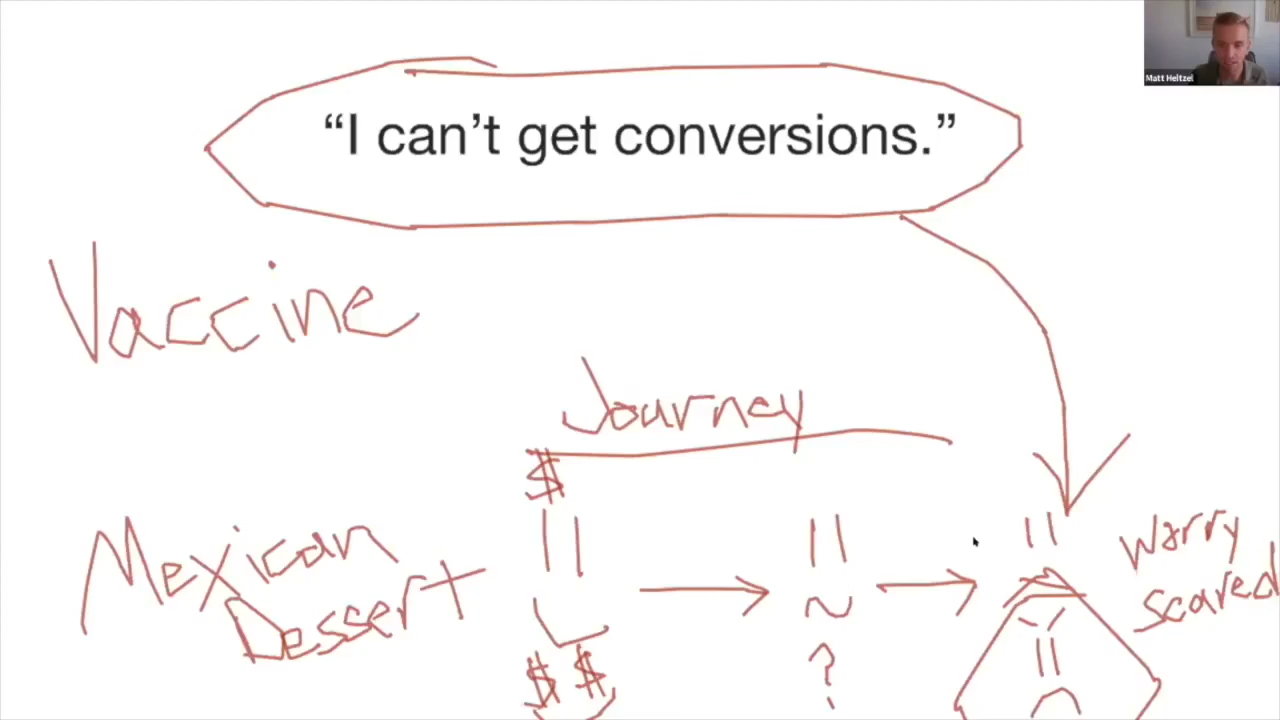 Matt Heltzel
“I can’t get conversions.”
Vaccine
Journey
$
Mexican
Dessert
Worry
scared
?
$ $